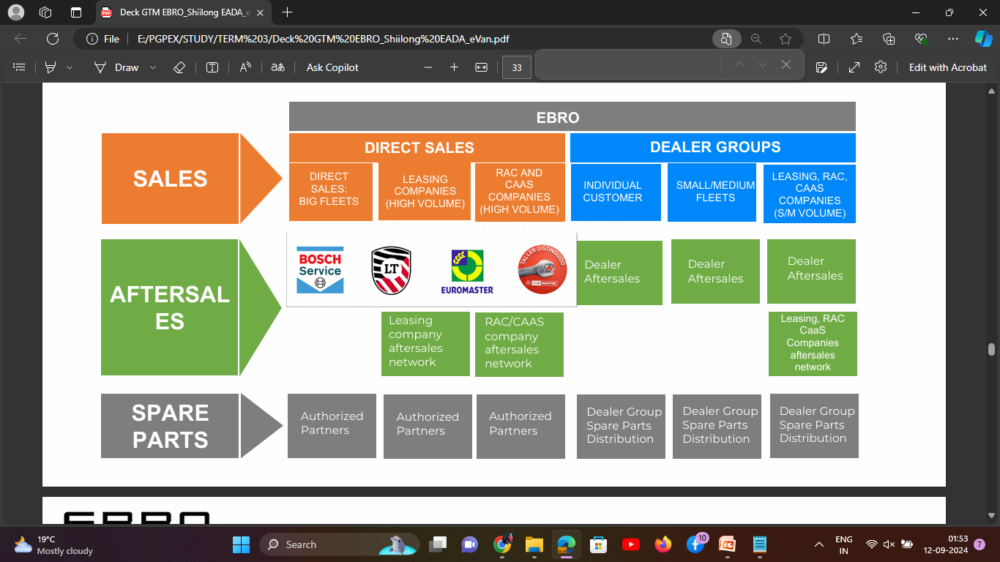 Deck GTM EBRO_Shiilong EADA_e
File
E:/PGPEX/STUDY/TERM%203/Deck%20GTM%20EBRO_Shiilong%20EADA_eVan.pdf
Draw
Ask Copilot
33
Edit with Acrobat
EBRO
SALES
DIRECT SALES
DEALER GROUPS
DIRECT
SALES:
BIG FLEETS
LEASING
COMPANIES
(HIGH VOLUME)
RAC AND
CAAS
COMPANIES
(HIGH VOLUME)
INDIVIDUAL
CUSTOMER
SMALL/MEDIUM
FLEETS
LEASING, RAC,
CAAS
COMPANIES
(S/M VOLUME)
AFTERSAL
ES
BOSCH
Service
LT
EUROMASTER
TALLER DISTINGUIDO
Dealer
Aftersales
Dealer
Aftersales
Dealer
Aftersales
Leasing
company
aftersales
network
RAC/CAAS
company
aftersales
network
Leasing, RAC
CaaS
Companies
aftersales
network
SPARE
PARTS
Authorized
Partners
Authorized
Partners
Authorized
Partners
Dealer Group
Spare Parts
Distribution
Dealer Group
Spare Parts
Distribution
Dealer Group
Spare Parts
Distribution
EBRO
19°C
Mostly cloudy
Search
10
ENG
IN
01:53
12-09-2024
7